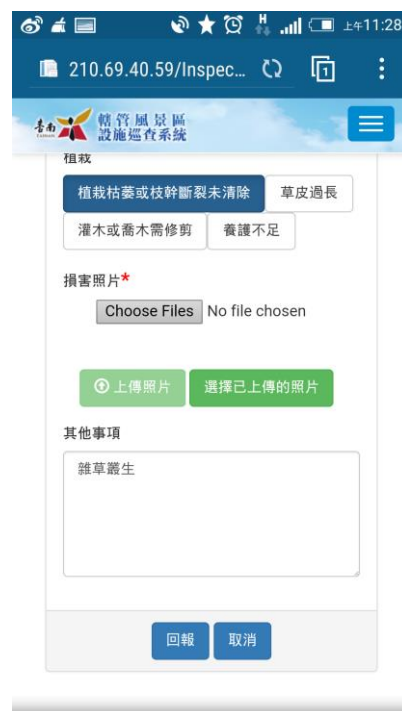 上午11:28
210.69.40.59/Inspec...
1
轄管風景區
設施巡查系統
植栽
植栽枯萎或枝幹斷裂未清除 草皮過長
灌木或喬木需修剪 養護不足
損害照片*
Choose Files No file chosen
上傳照片 選擇已上傳的照片
其他事項
雜草叢生
回報 取消